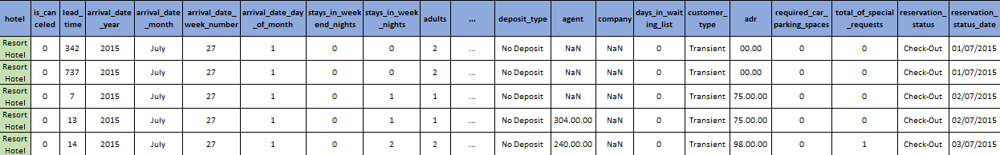 hotel is_canceled lead_time arrival_date_year arrival_date_month arrival_date_week_number arrival_date_day_of_month stays_in_weekend_nights stays_in_week_nights adults ... deposit_type agent company days_in_waiting_list customer_type adr required_car_parking_spaces total_of_special_requests reservation_status reservation_status_date
Resort Hotel 0 342 2015 July 27 1 0 0 2 ... No Deposit NaN NaN 0 Transient 00.00 0 0 Check-Out 01/07/2015
Resort Hotel 0 737 2015 July 27 1 0 0 2 ... No Deposit NaN NaN 0 Transient 00.00 0 0 Check-Out 01/07/2015
Resort Hotel 0 7 2015 July 27 1 0 1 1 ... No Deposit NaN NaN 0 Transient 75.00.00 0 0 Check-Out 02/07/2015
Resort Hotel 0 13 2015 July 27 1 0 1 1 ... No Deposit 304.00.00 NaN 0 Transient 75.00.00 0 0 Check-Out 02/07/2015
Resort Hotel 0 14 2015 July 27 1 0 2 2 ... No Deposit 240.00.00 NaN 0 Transient 98.00.00 0 1 Check-Out 03/07/2015